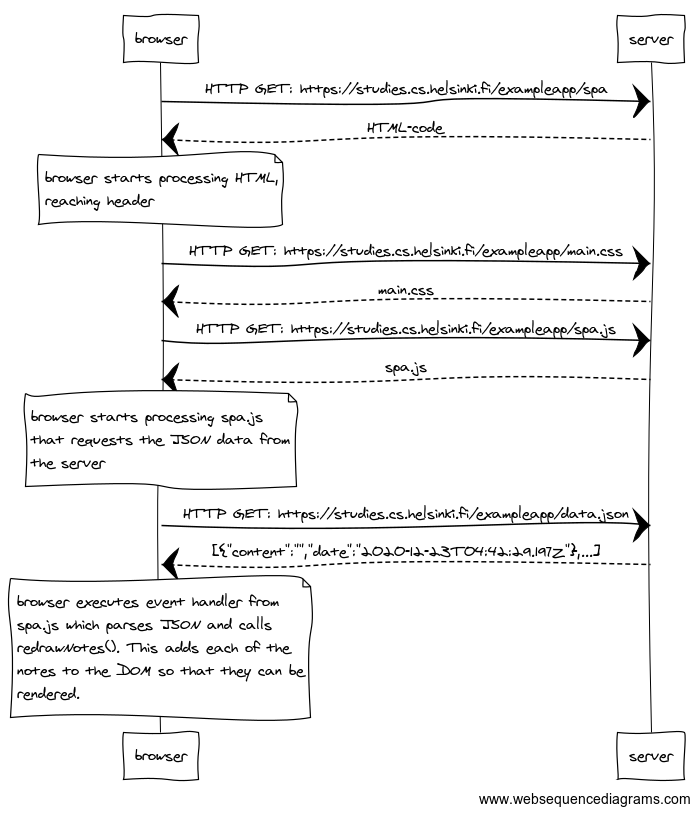 browser
server
HTTP GET: https://studies.cs.helsinki.fi/exampleapp/spa
HTML-code
browser starts processing HTML,
reaching header
HTTP GET: https://studies.cs.helsinki.fi/exampleapp/main.css
main.css
HTTP GET: https://studies.cs.helsinki.fi/exampleapp/spa.js
spa.js
browser starts processing spa.js
that requests the JSON data from
the server
HTTP GET: https://studies.cs.helsinki.fi/exampleapp/data.json
[{"content":"","date":"2020-12-23T04:42:29.197Z"},...]
browser executes event handler from
spa.js which parses JSON and calls
redrawNotes(). This adds each of the
notes to the DOM so that they can be
rendered.
browser
server
www.websequencediagrams.com